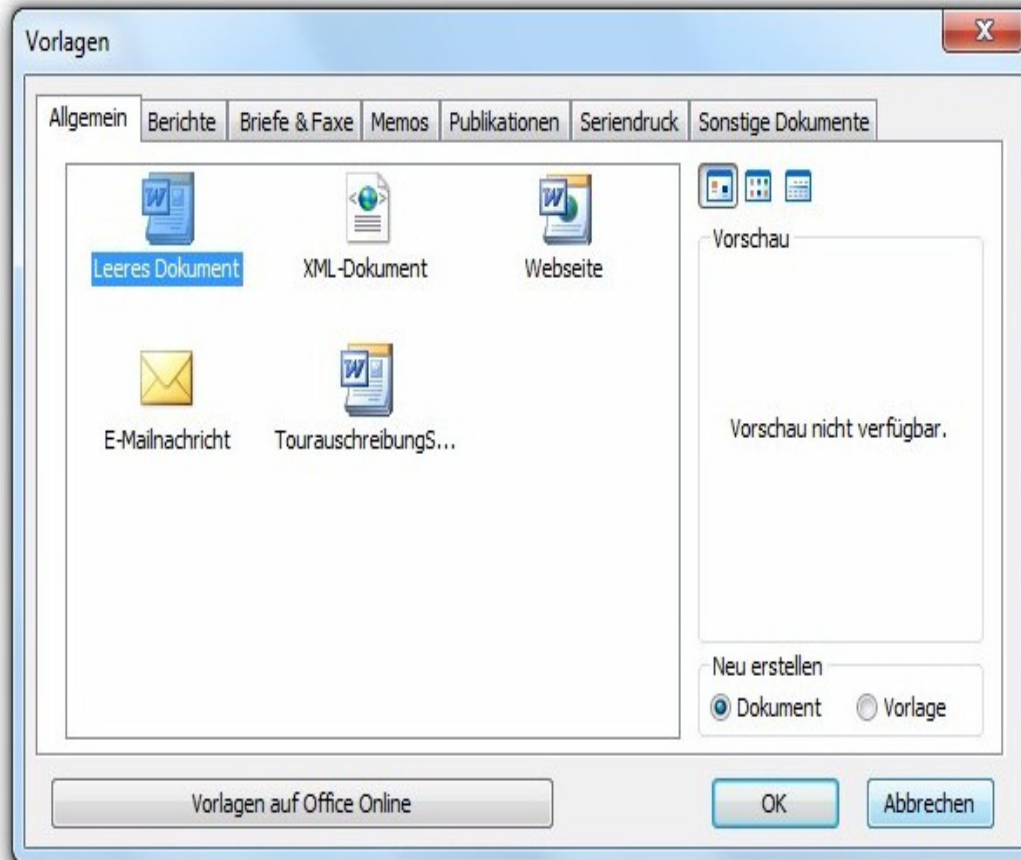 Vorlagen
X
Allgemein Berichte Briefe & Faxe Memos Publikationen Seriendruck Sonstige Dokumente
Leeres Dokument XML-Dokument Webseite
E-Mailnachricht TourauschreibungS...
Vorschau
Vorschau nicht verfügbar.
Neu erstellen
Dokument Vorlage
Vorlagen auf Office Online OK Abbrechen